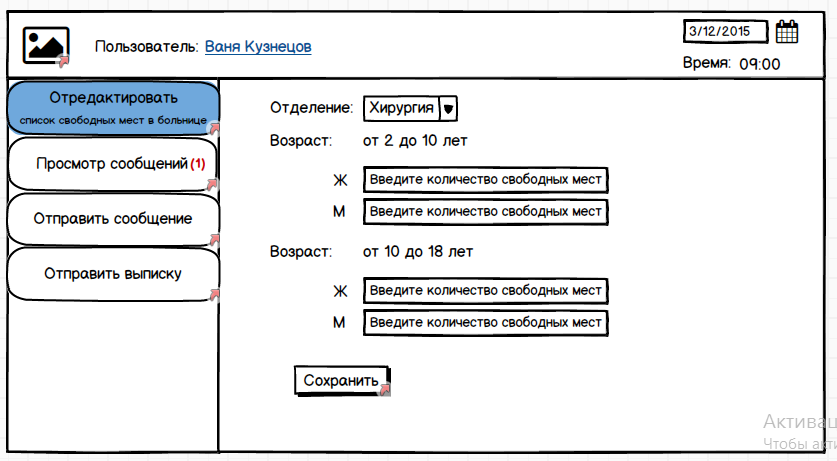 Пользователь: Ваня Кузнецов
3/12/2015
Время: 09:00
Отредактировать
список свободных мест в больнице
Просмотр сообщений (1)
Отправить сообщение
Отправить выписку
Отделение: Хирургия
Возраст: от 2 до 10 лет
Ж Введите количество свободных мест
М Введите количество свободных мест
Возраст: от 10 до 18 лет
Ж Введите количество свободных мест
М Введите количество свободных мест
Сохранить
Чтобы